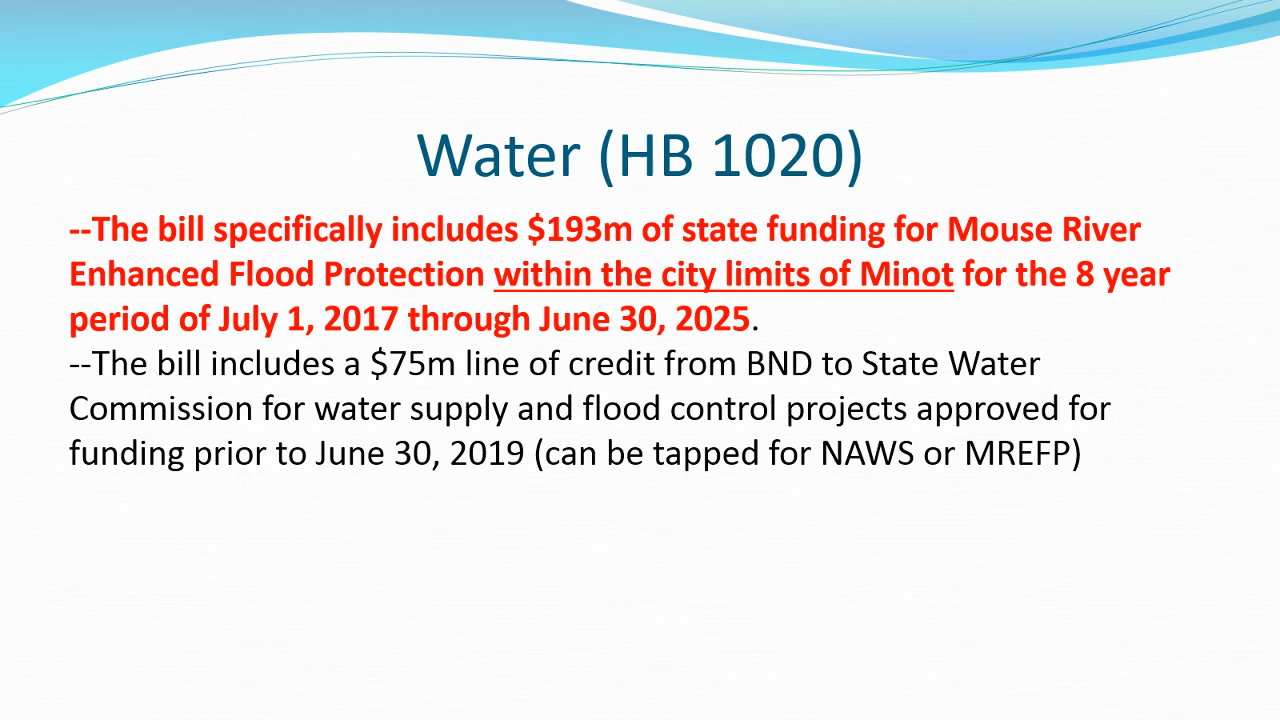 Water (HB 1020)
--The bill specifically includes $193m of state funding for Mouse River
Enhanced Flood Protection within the city limits of Minot for the 8 year
period of July 1, 2017 through June 30, 2025.
--The bill includes a $75m line of credit from BND to State Water
Commission for water supply and flood control projects approved for
funding prior to June 30, 2019 (can be tapped for NAWS or MREFP)